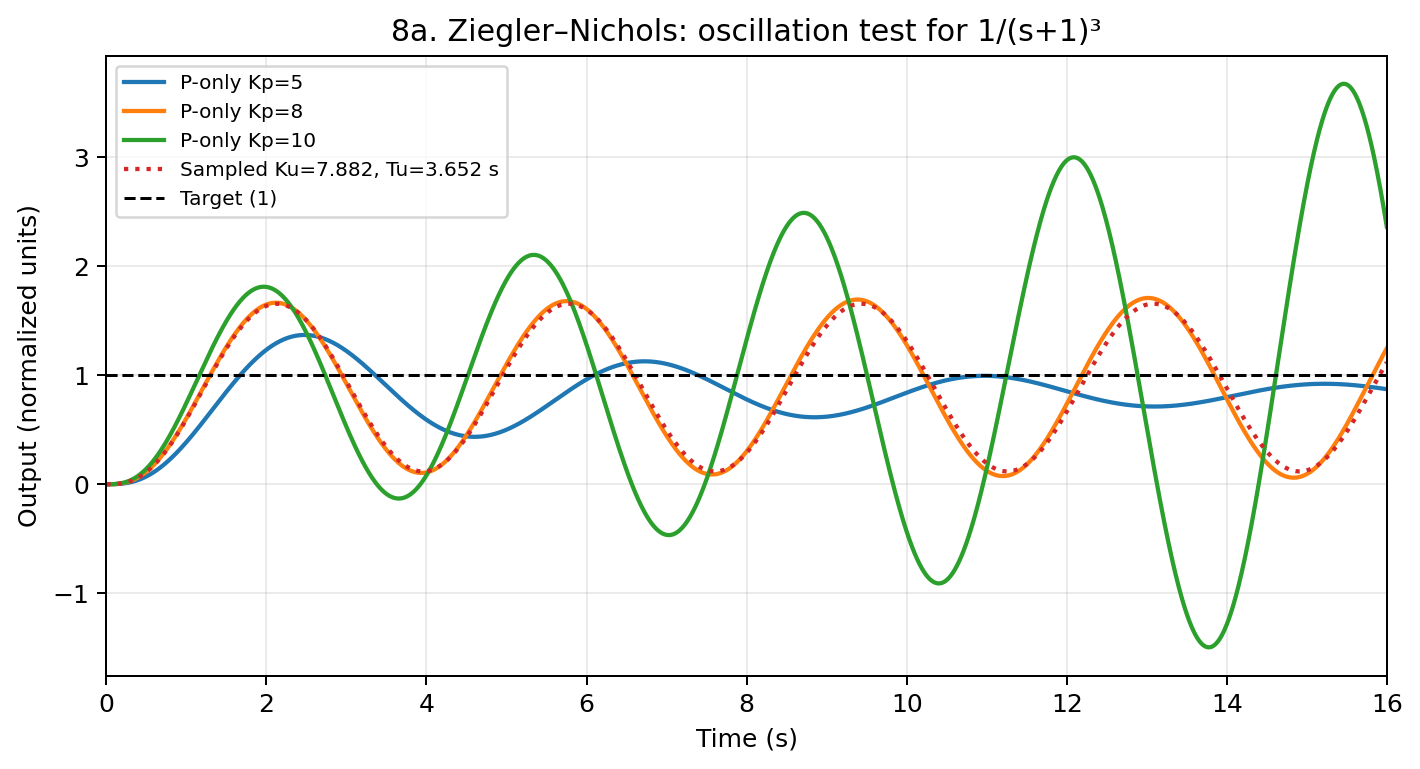 8a. Ziegler–Nichols: oscillation test for 1/(s+1)³
P-only Kp=5
P-only Kp=8
P-only Kp=10
Sampled Ku=7.882, Tu=3.652 s
Target (1)
Output (normalized units)
3
2
1
0
−1
0 2 4 6 8 10 12 14 16
Time (s)